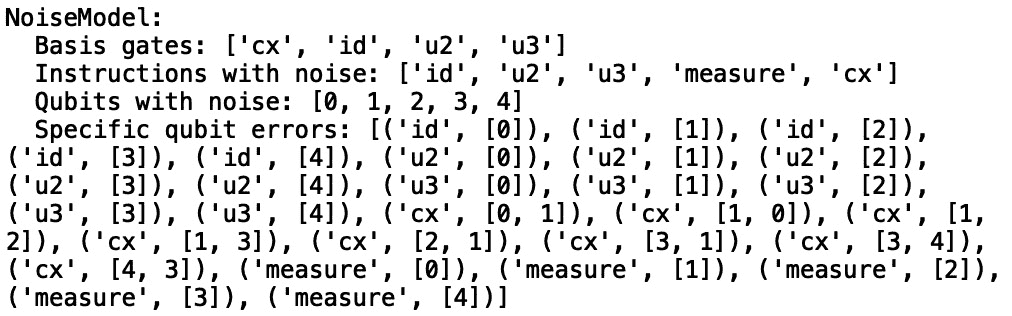 NoiseModel:
  Basis gates: ['cx', 'id', 'u2', 'u3']
  Instructions with noise: ['id', 'u2', 'u3', 'measure', 'cx']
  Qubits with noise: [0, 1, 2, 3, 4]
  Specific qubit errors: [('id', [0]), ('id', [1]), ('id', [2]),
('id', [3]), ('id', [4]), ('u2', [0]), ('u2', [1]), ('u2', [2]),
('u2', [3]), ('u2', [4]), ('u3', [0]), ('u3', [1]), ('u3', [2]),
('u3', [3]), ('u3', [4]), ('cx', [0, 1]), ('cx', [1, 0]), ('cx', [1,
2]), ('cx', [1, 3]), ('cx', [2, 1]), ('cx', [3, 1]), ('cx', [3, 4]),
('cx', [4, 3]), ('measure', [0]), ('measure', [1]), ('measure', [2]),
('measure', [3]), ('measure', [4])]